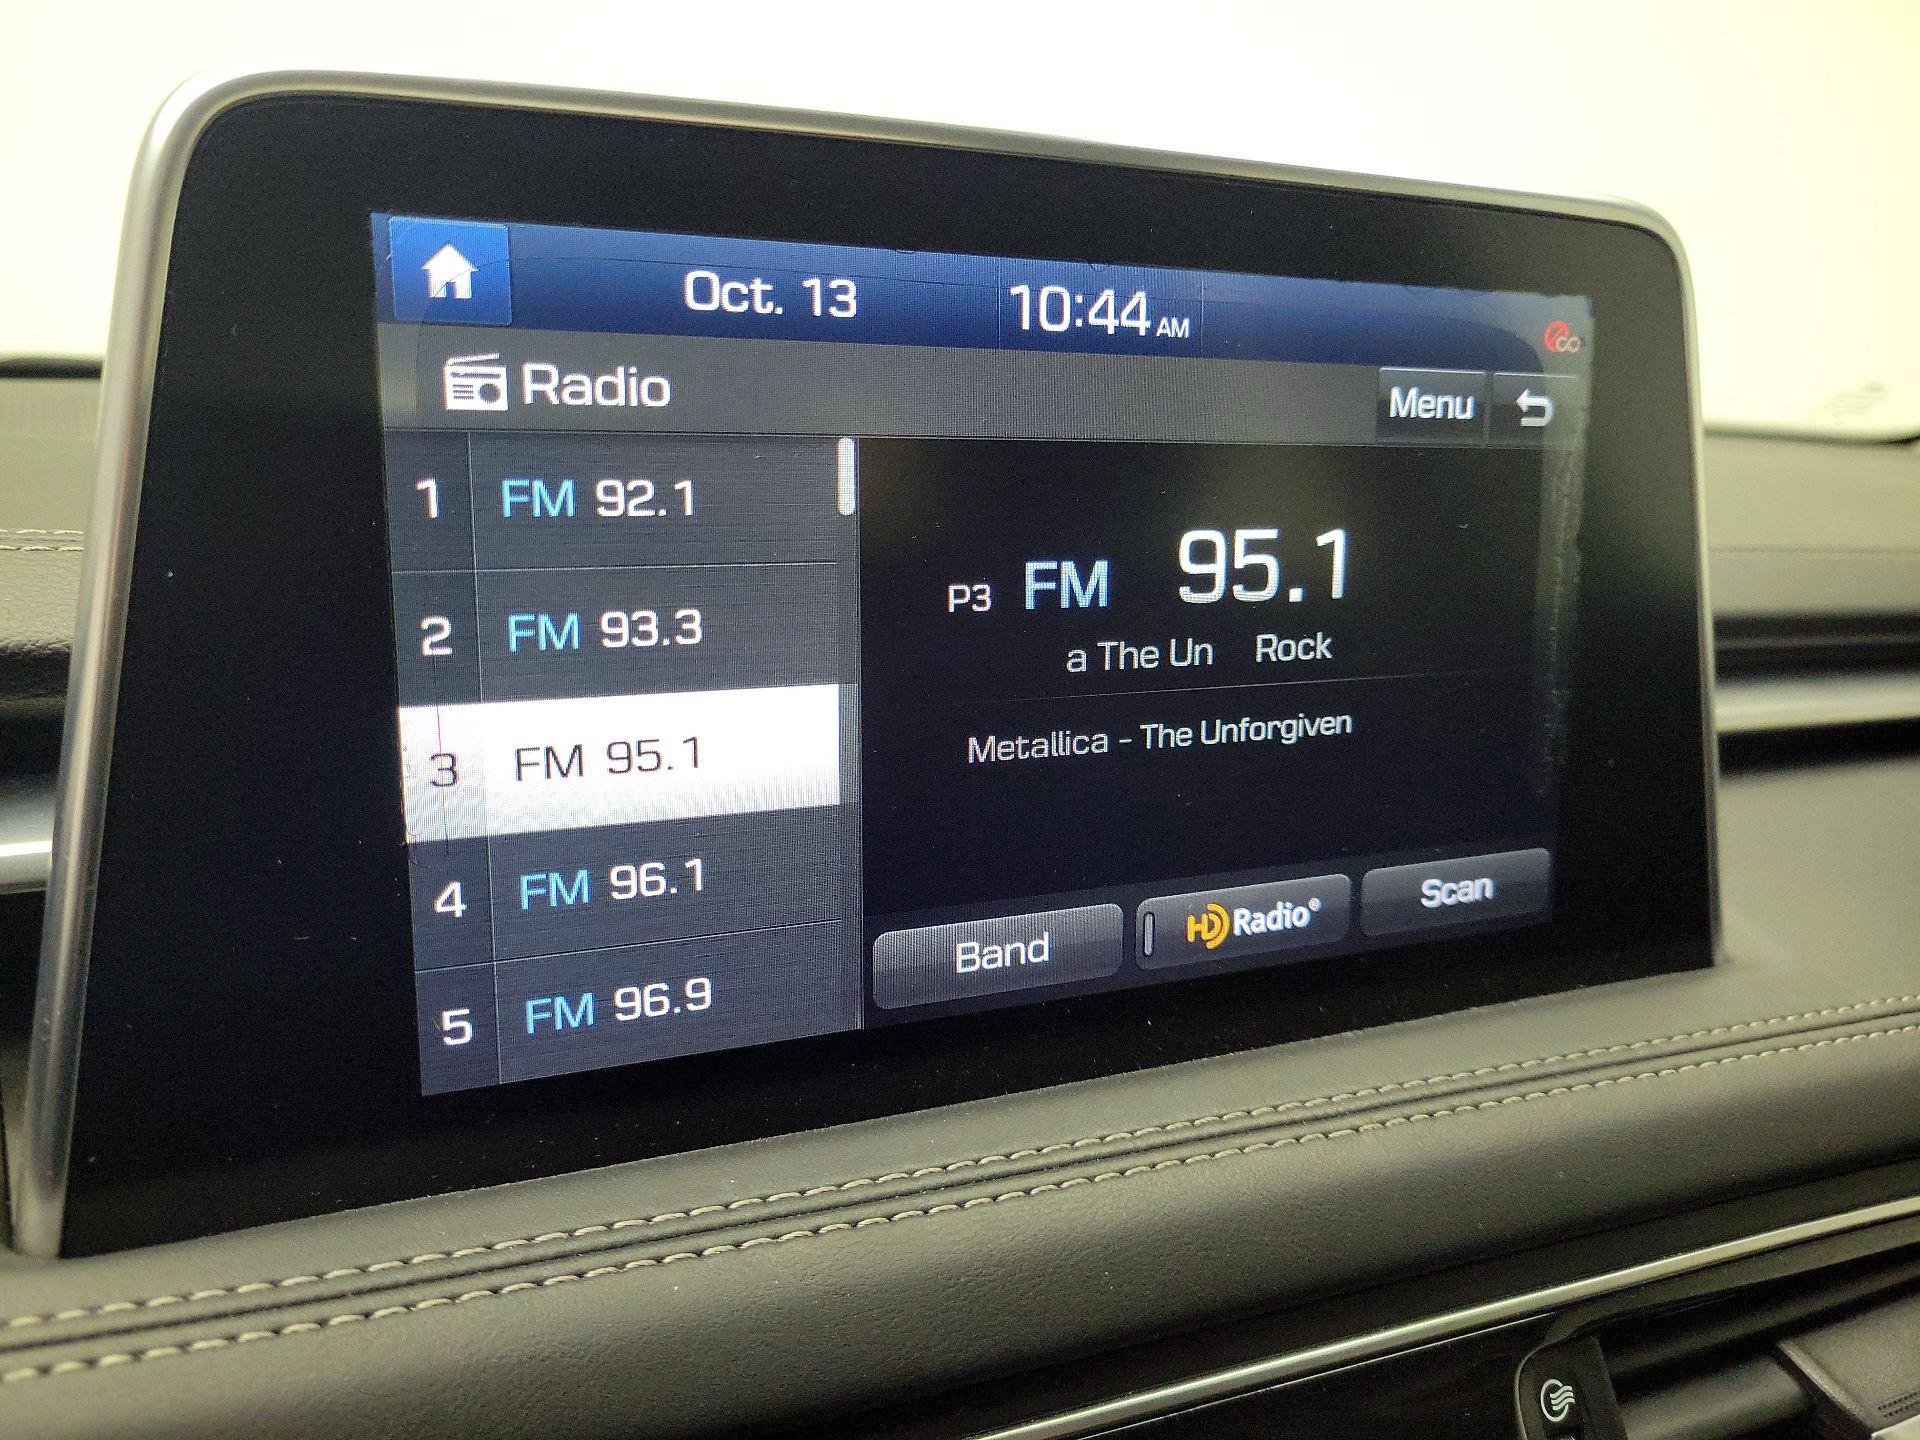 Oct. 13 10:44 AM
Radio Menu
1 FM 92.1
2 FM 93.3
3 FM 95.1
4 FM 96.1
5 FM 96.9
P3 FM 95.1
a The Un Rock
Metallica - The Unforgiven
Band HD Radio® Scan